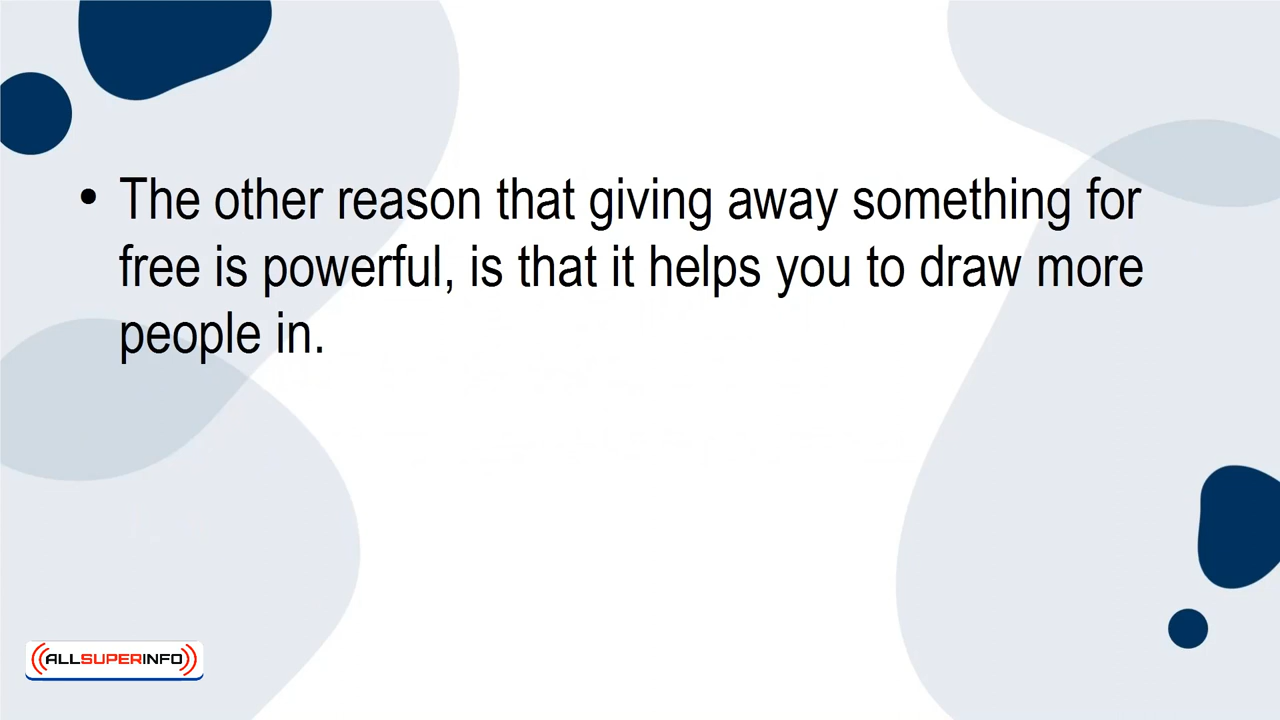 • The other reason that giving away something for
free is powerful, is that it helps you to draw more
people in.
ALLSUPERINFO